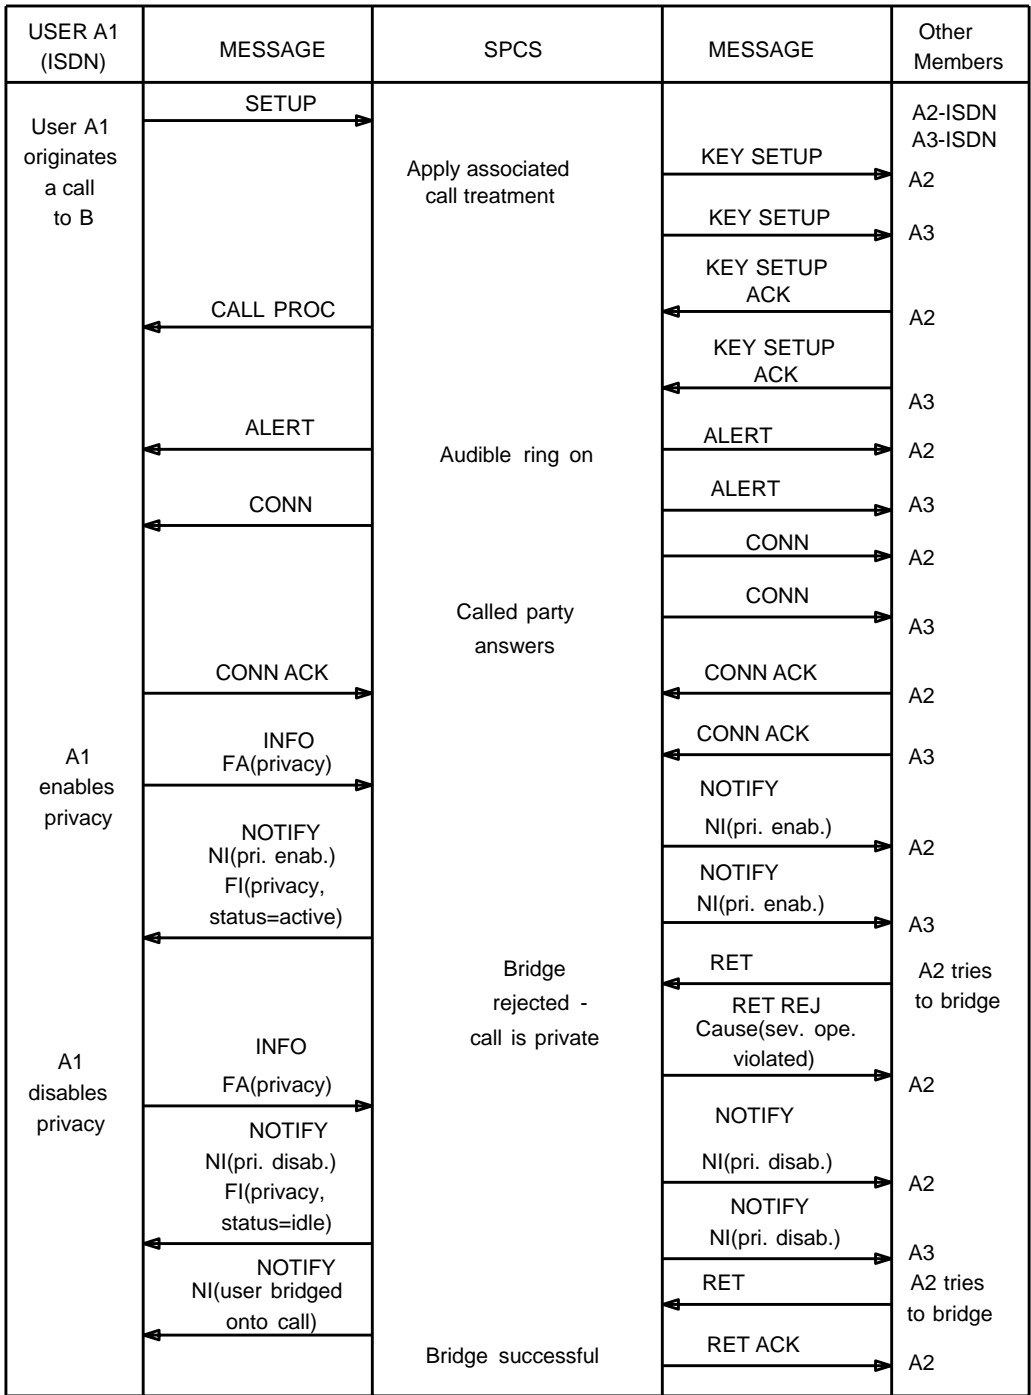 USER A1
(ISDN)
MESSAGE
SPCS
MESSAGE
Other
Members
SETUP
User A1
originates
a call
to B
Apply associated
call treatment
A2-ISDN
A3-ISDN
KEY SETUP
A2
KEY SETUP
A3
KEY SETUP
ACK
A2
CALL PROC
KEY SETUP
ACK
A3
ALERT
Audible ring on
ALERT
A2
ALERT
A3
CONN
CONN
A2
CONN
A3
Called party
answers
CONN ACK
CONN ACK
A2
CONN ACK
A3
A1
enables
privacy
INFO
FA(privacy)
NOTIFY
NI(pri. enab.)
A2
NOTIFY
NI(pri. enab.)
FI(privacy,
status=active)
NOTIFY
NI(pri. enab.)
A3
Bridge
rejected -
call is private
RET
A2 tries
to bridge
RET REJ
Cause(sev. ope.
violated)
A2
A1
disables
privacy
INFO
FA(privacy)
NOTIFY
NI(pri. disab.)
A2
NOTIFY
NI(pri. disab.)
FI(privacy,
status=idle)
NOTIFY
NI(pri. disab.)
A3
NOTIFY
NI(user bridged
onto call)
RET
A2 tries
to bridge
Bridge successful
RET ACK
A2